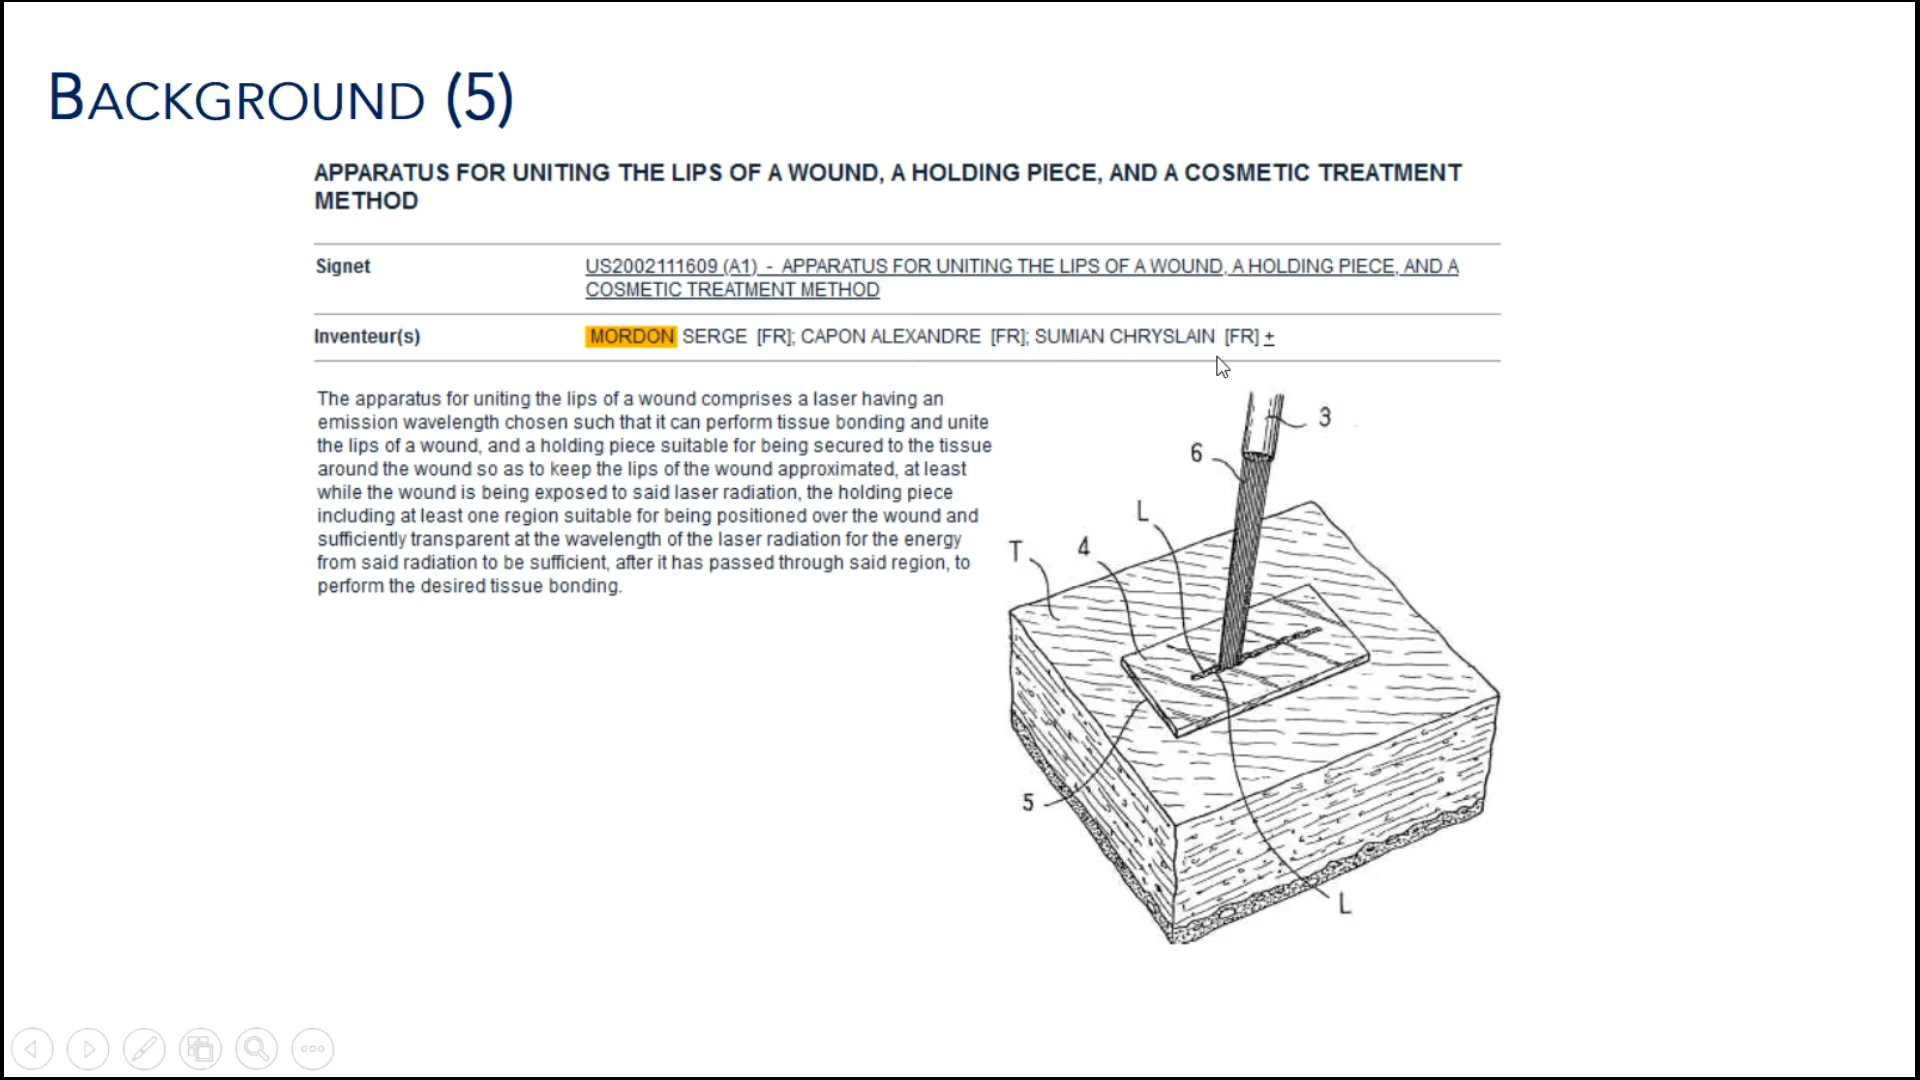 BACKGROUND (5)
APPARATUS FOR UNITING THE LIPS OF A WOUND, A HOLDING PIECE, AND A COSMETIC TREATMENT
METHOD
Signet US2002111609 (A1) - APPARATUS FOR UNITING THE LIPS OF A WOUND, A HOLDING PIECE, AND A
COSMETIC TREATMENT METHOD
Inventeur(s) MORDON SERGE [FR]; CAPON ALEXANDRE [FR]; SUMIAN CHRYSLAIN [FR] +
The apparatus for uniting the lips of a wound comprises a laser having an
emission wavelength chosen such that it can perform tissue bonding and unite
the lips of a wound, and a holding piece suitable for being secured to the tissue
around the wound so as to keep the lips of the wound approximated, at least
while the wound is being exposed to said laser radiation, the holding piece
including at least one region suitable for being positioned over the wound and
sufficiently transparent at the wavelength of the laser radiation for the energy
from said radiation to be sufficient, after it has passed through said region, to
perform the desired tissue bonding.
3
6
L
T 4
5
L